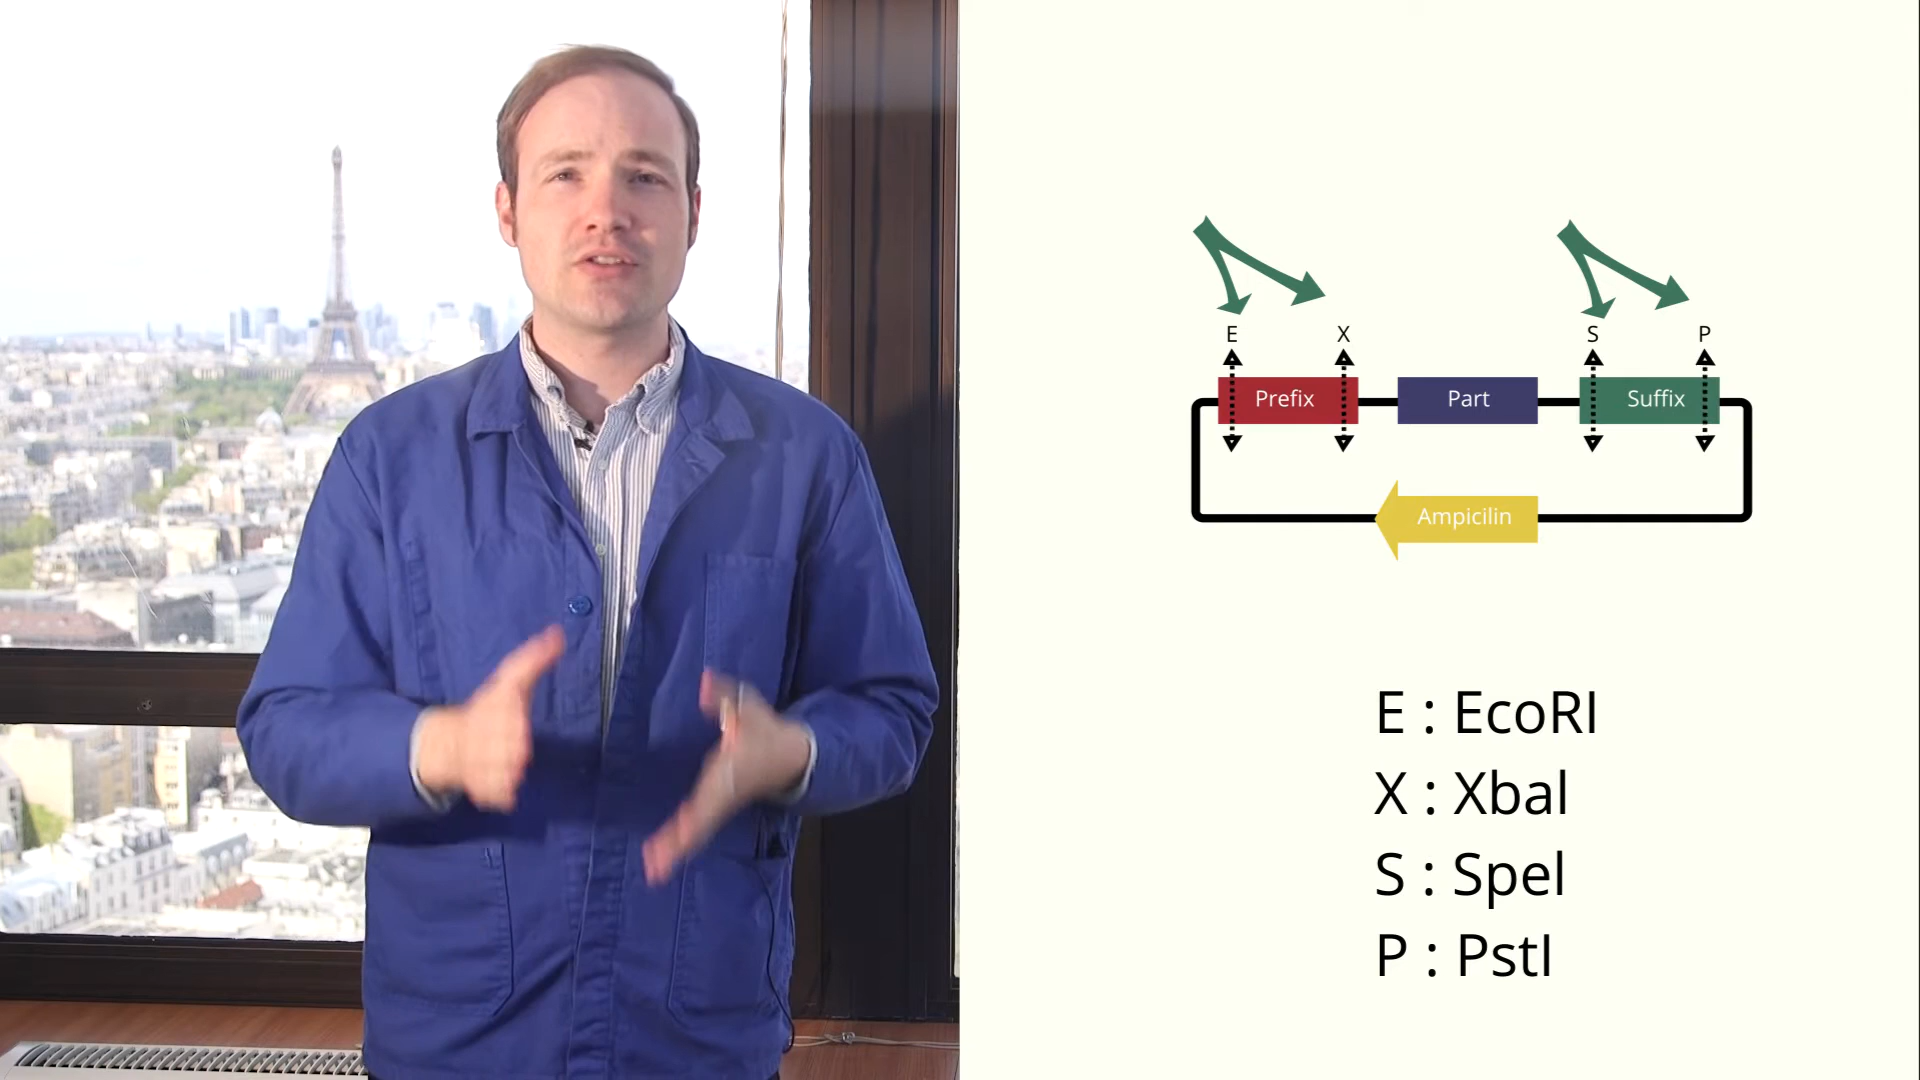 E X S P
Prefix Part Suffix
Ampicilin
E : EcoRI
X : XbaI
S : SpeI
P : PstI